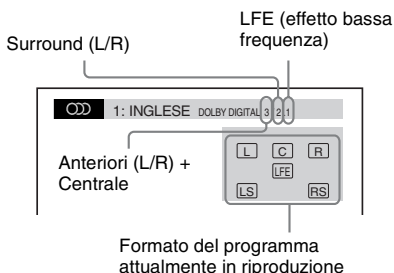 LFE (effetto bassa
frequenza)
Surround (L/R)
1: INGLESE DOLBY DIGITAL 3 2 .1
Anteriori (L/R) +
Centrale
L C R
LFE
LS RS
Formato del programma
attualmente in riproduzione